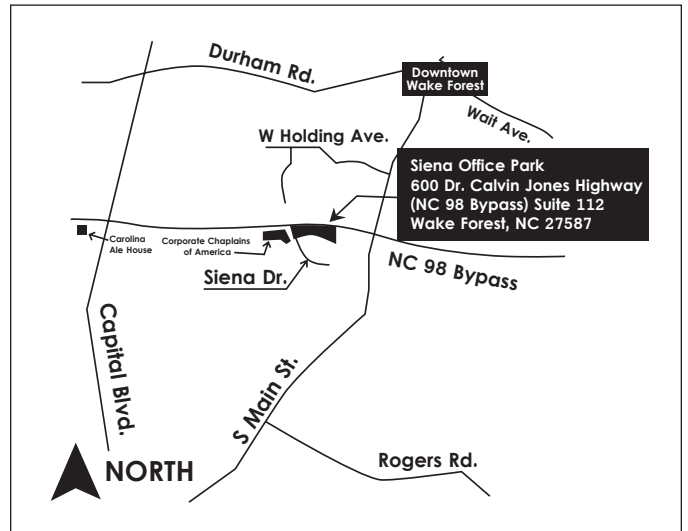 Durham Rd.
Downtown
Wake Forest
Wait Ave.
W Holding Ave.
Siena Office Park
600 Dr. Calvin Jones Highway
(NC 98 Bypass) Suite 112
Wake Forest, NC 27587
Carolina
Ale House
Corporate Chaplains
of America
Siena Dr.
NC 98 Bypass
Capital Blvd.
S Main St.
Rogers Rd.
NORTH